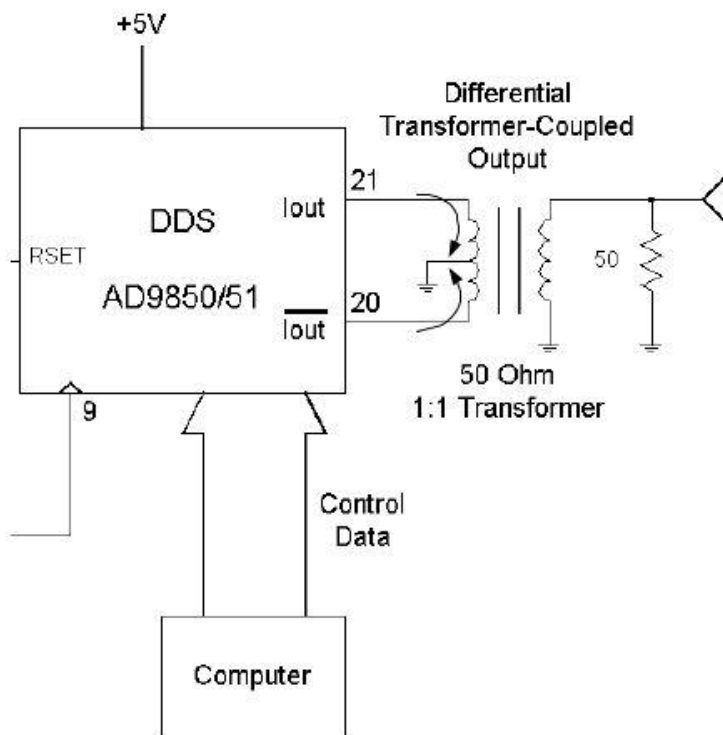 +5V
Differential
Transformer-Coupled
Output
21
Iout
DDS
RSET
50
AD9850/51
20
Iout
9
50 Ohm
1:1 Transformer
Control
Data
Computer